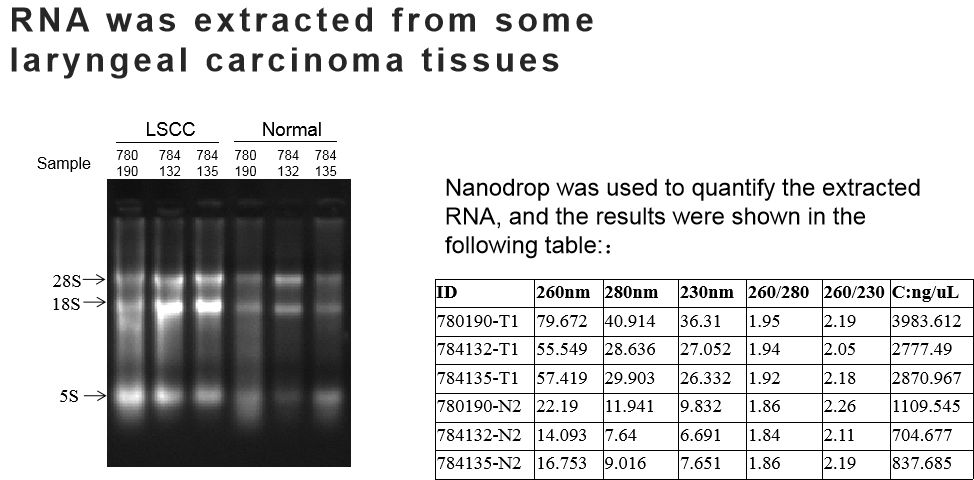 RNA was extracted from some
laryngeal carcinoma tissues
LSCC Normal
Sample 780 784 784 780 784 784
190 132 135 190 132 135
28S
18S
5S
Nanodrop was used to quantify the extracted
RNA, and the results were shown in the
following table:：
ID 260nm 280nm 230nm 260/280 260/230 C:ng/uL
780190-T1 79.672 40.914 36.31 1.95 2.19 3983.612
784132-T1 55.549 28.636 27.052 1.94 2.05 2777.49
784135-T1 57.419 29.903 26.332 1.92 2.18 2870.967
780190-N2 22.19 11.941 9.832 1.86 2.26 1109.545
784132-N2 14.093 7.64 6.691 1.84 2.11 704.677
784135-N2 16.753 9.016 7.651 1.86 2.19 837.685